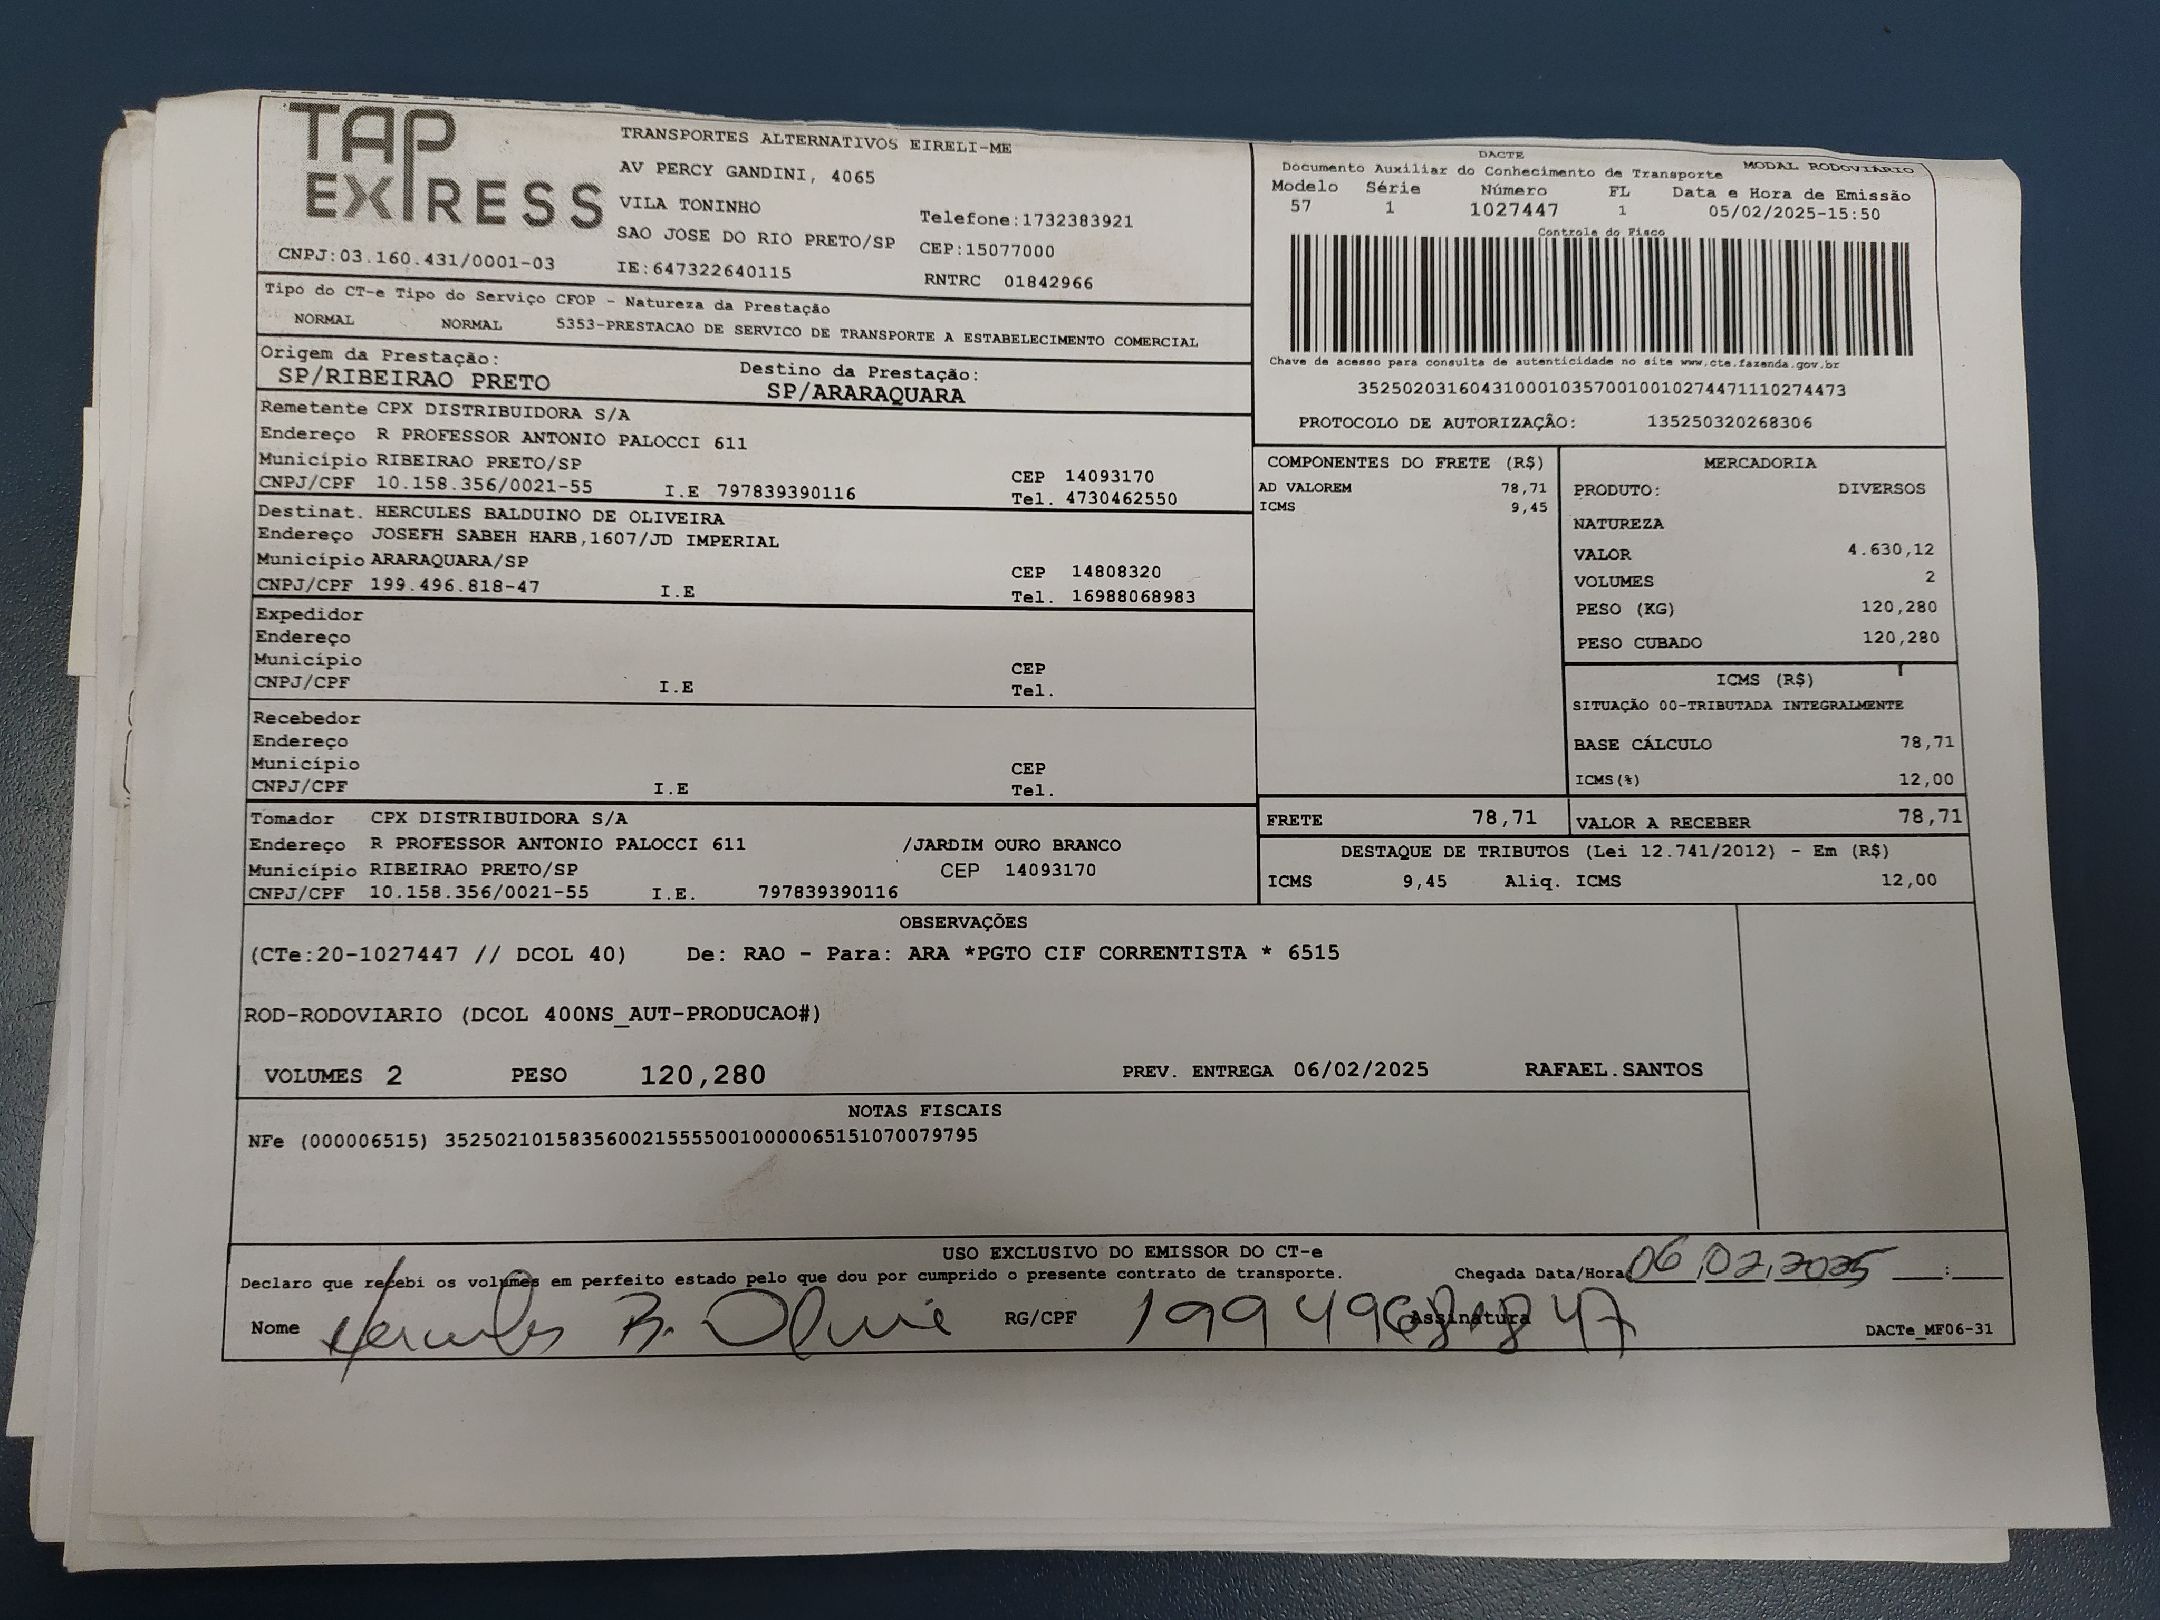 TAP EXPRESS
TRANSPORTES ALTERNATIVOS EIRELI-ME
AV PERCY GANDINI, 4065
VILA TONINHO
Telefone:1732383921
SAO JOSE DO RIO PRETO/SP
CEP:15077000
CNPJ:03.160.431/0001-03
IE:647322640115
RNTRC 01842966
DACTE
MODAL RODOVIÁRIO
Documento Auxiliar do Conhecimento de Transporte
Modelo Série Número FL Data e Hora de Emissão
57 1 1027447 1 05/02/2025-15:50
Controle do Fisco
Chave de acesso para consulta de autenticidade no site www.cte.fazenda.gov.br
35250203160431000103570010010274471110274473
PROTOCOLO DE AUTORIZAÇÃO: 135250320268306
Tipo do CT-e Tipo do Serviço CFOP - Natureza da Prestação
NORMAL NORMAL 5353-PRESTACAO DE SERVICO DE TRANSPORTE A ESTABELECIMENTO COMERCIAL
Origem da Prestação: Destino da Prestação:
SP/RIBEIRAO PRETO SP/ARARAQUARA
Remetente CPX DISTRIBUIDORA S/A
Endereço R PROFESSOR ANTONIO PALOCCI 611
Município RIBEIRAO PRETO/SP CEP 14093170
CNPJ/CPF 10.158.356/0021-55 I.E 797839390116 Tel. 4730462550
Destinat. HERCULES BALDUINO DE OLIVEIRA
Endereço JOSEFH SABEH HARB,1607/JD IMPERIAL
Município ARARAQUARA/SP CEP 14808320
CNPJ/CPF 199.496.818-47 I.E Tel. 16988068983
Expedidor
Endereço
Município CEP
CNPJ/CPF I.E Tel.
Recebedor
Endereço
Município CEP
CNPJ/CPF I.E Tel.
Tomador CPX DISTRIBUIDORA S/A
Endereço R PROFESSOR ANTONIO PALOCCI 611 /JARDIM OURO BRANCO
Município RIBEIRAO PRETO/SP CEP 14093170
CNPJ/CPF 10.158.356/0021-55 I.E. 797839390116
COMPONENTES DO FRETE (R$)
AD VALOREM 78,71
ICMS 9,45
MERCADORIA
PRODUTO: DIVERSOS
NATUREZA
VALOR 4.630,12
VOLUMES 2
PESO (KG) 120,280
PESO CUBADO 120,280
ICMS (R$)
SITUAÇÃO 00-TRIBUTADA INTEGRALMENTE
BASE CÁLCULO 78,71
ICMS(%) 12,00
FRETE 78,71 VALOR A RECEBER 78,71
DESTAQUE DE TRIBUTOS (Lei 12.741/2012) - Em (R$)
ICMS 9,45 Aliq. ICMS 12,00
OBSERVAÇÕES
(CTe:20-1027447 // DCOL 40) De: RAO - Para: ARA *PGTO CIF CORRENTISTA * 6515
ROD-RODOVIARIO (DCOL 400NS_AUT-PRODUCAO#)
VOLUMES 2 PESO 120,280 PREV. ENTREGA 06/02/2025 RAFAEL.SANTOS
NOTAS FISCAIS
NFe (000006515) 35250210158356002155550010000065151070079795
USO EXCLUSIVO DO EMISSOR DO CT-e
Declaro que recebi os volumes em perfeito estado pelo que dou por cumprido o presente contrato de transporte. Chegada Data/Hora 06/02/2025 __:__
Nome Hercules B. Olivei RG/CPF 19949681847 Assinatura
DACTe_MF06-31